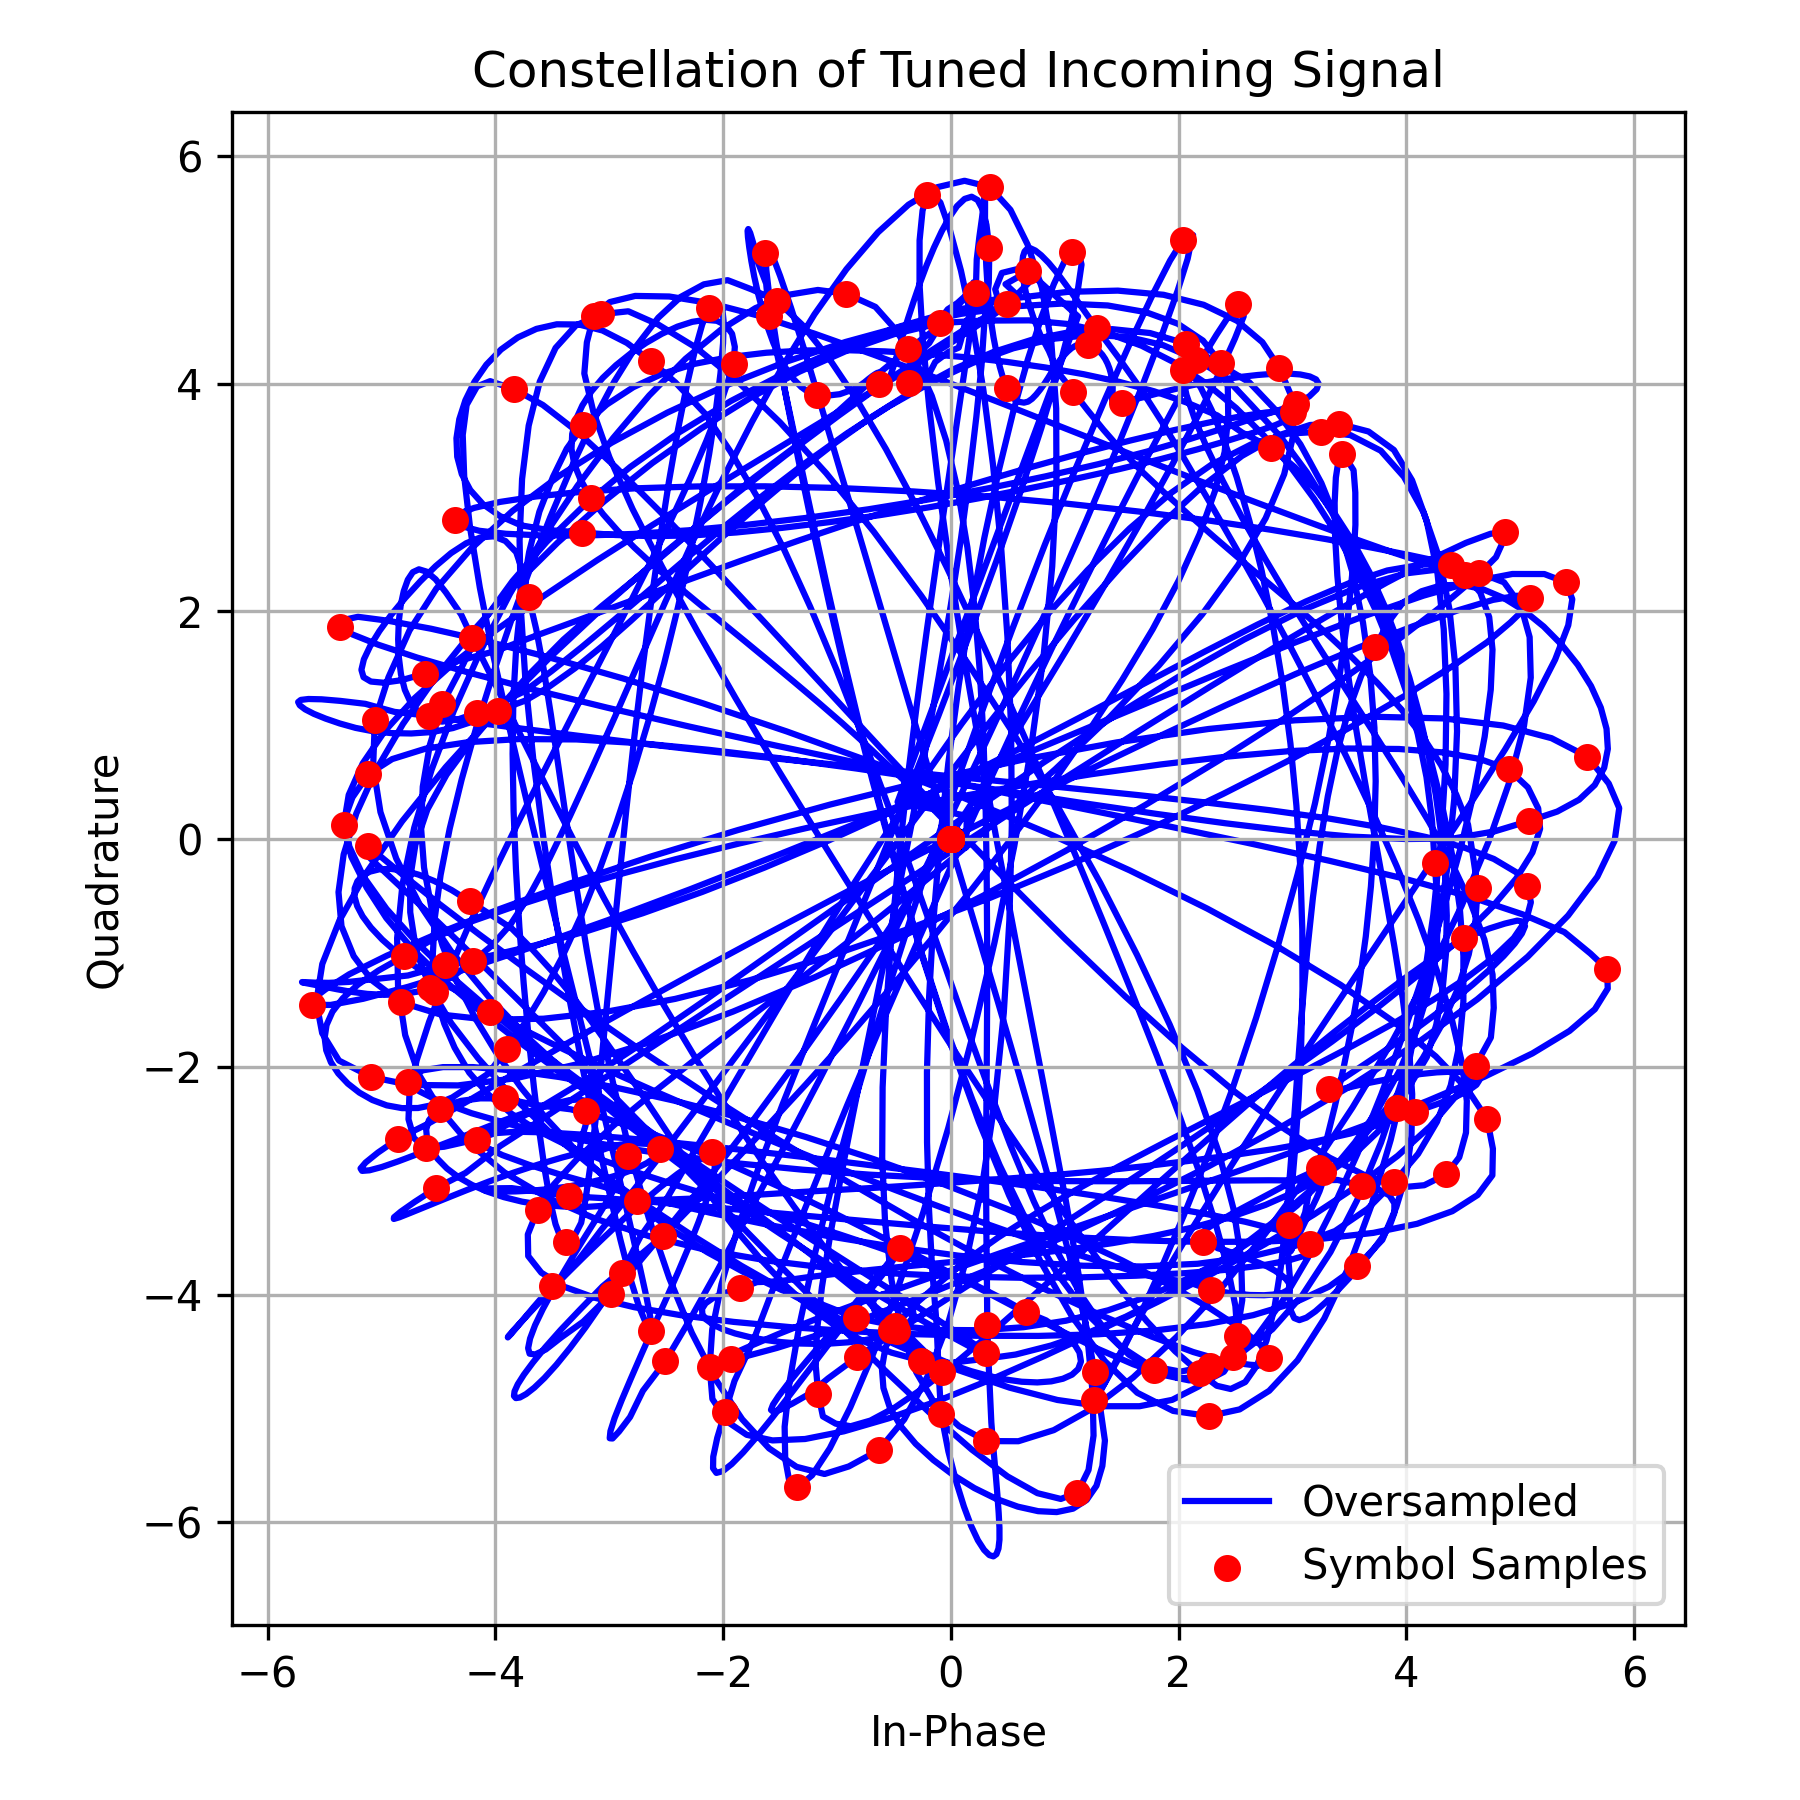 Constellation of Tuned Incoming Signal
6
4
2
0
−2
−4
−6
Quadrature
−6 −4 −2 0 2 4 6
In-Phase
Oversampled
Symbol Samples